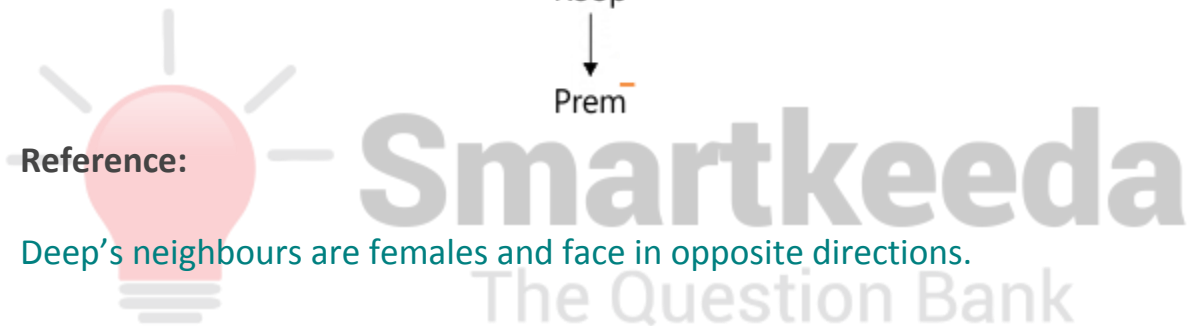 Prem
Reference:
Smartkeeda
Deep’s neighbours are females and face in opposite directions.
The Question Bank